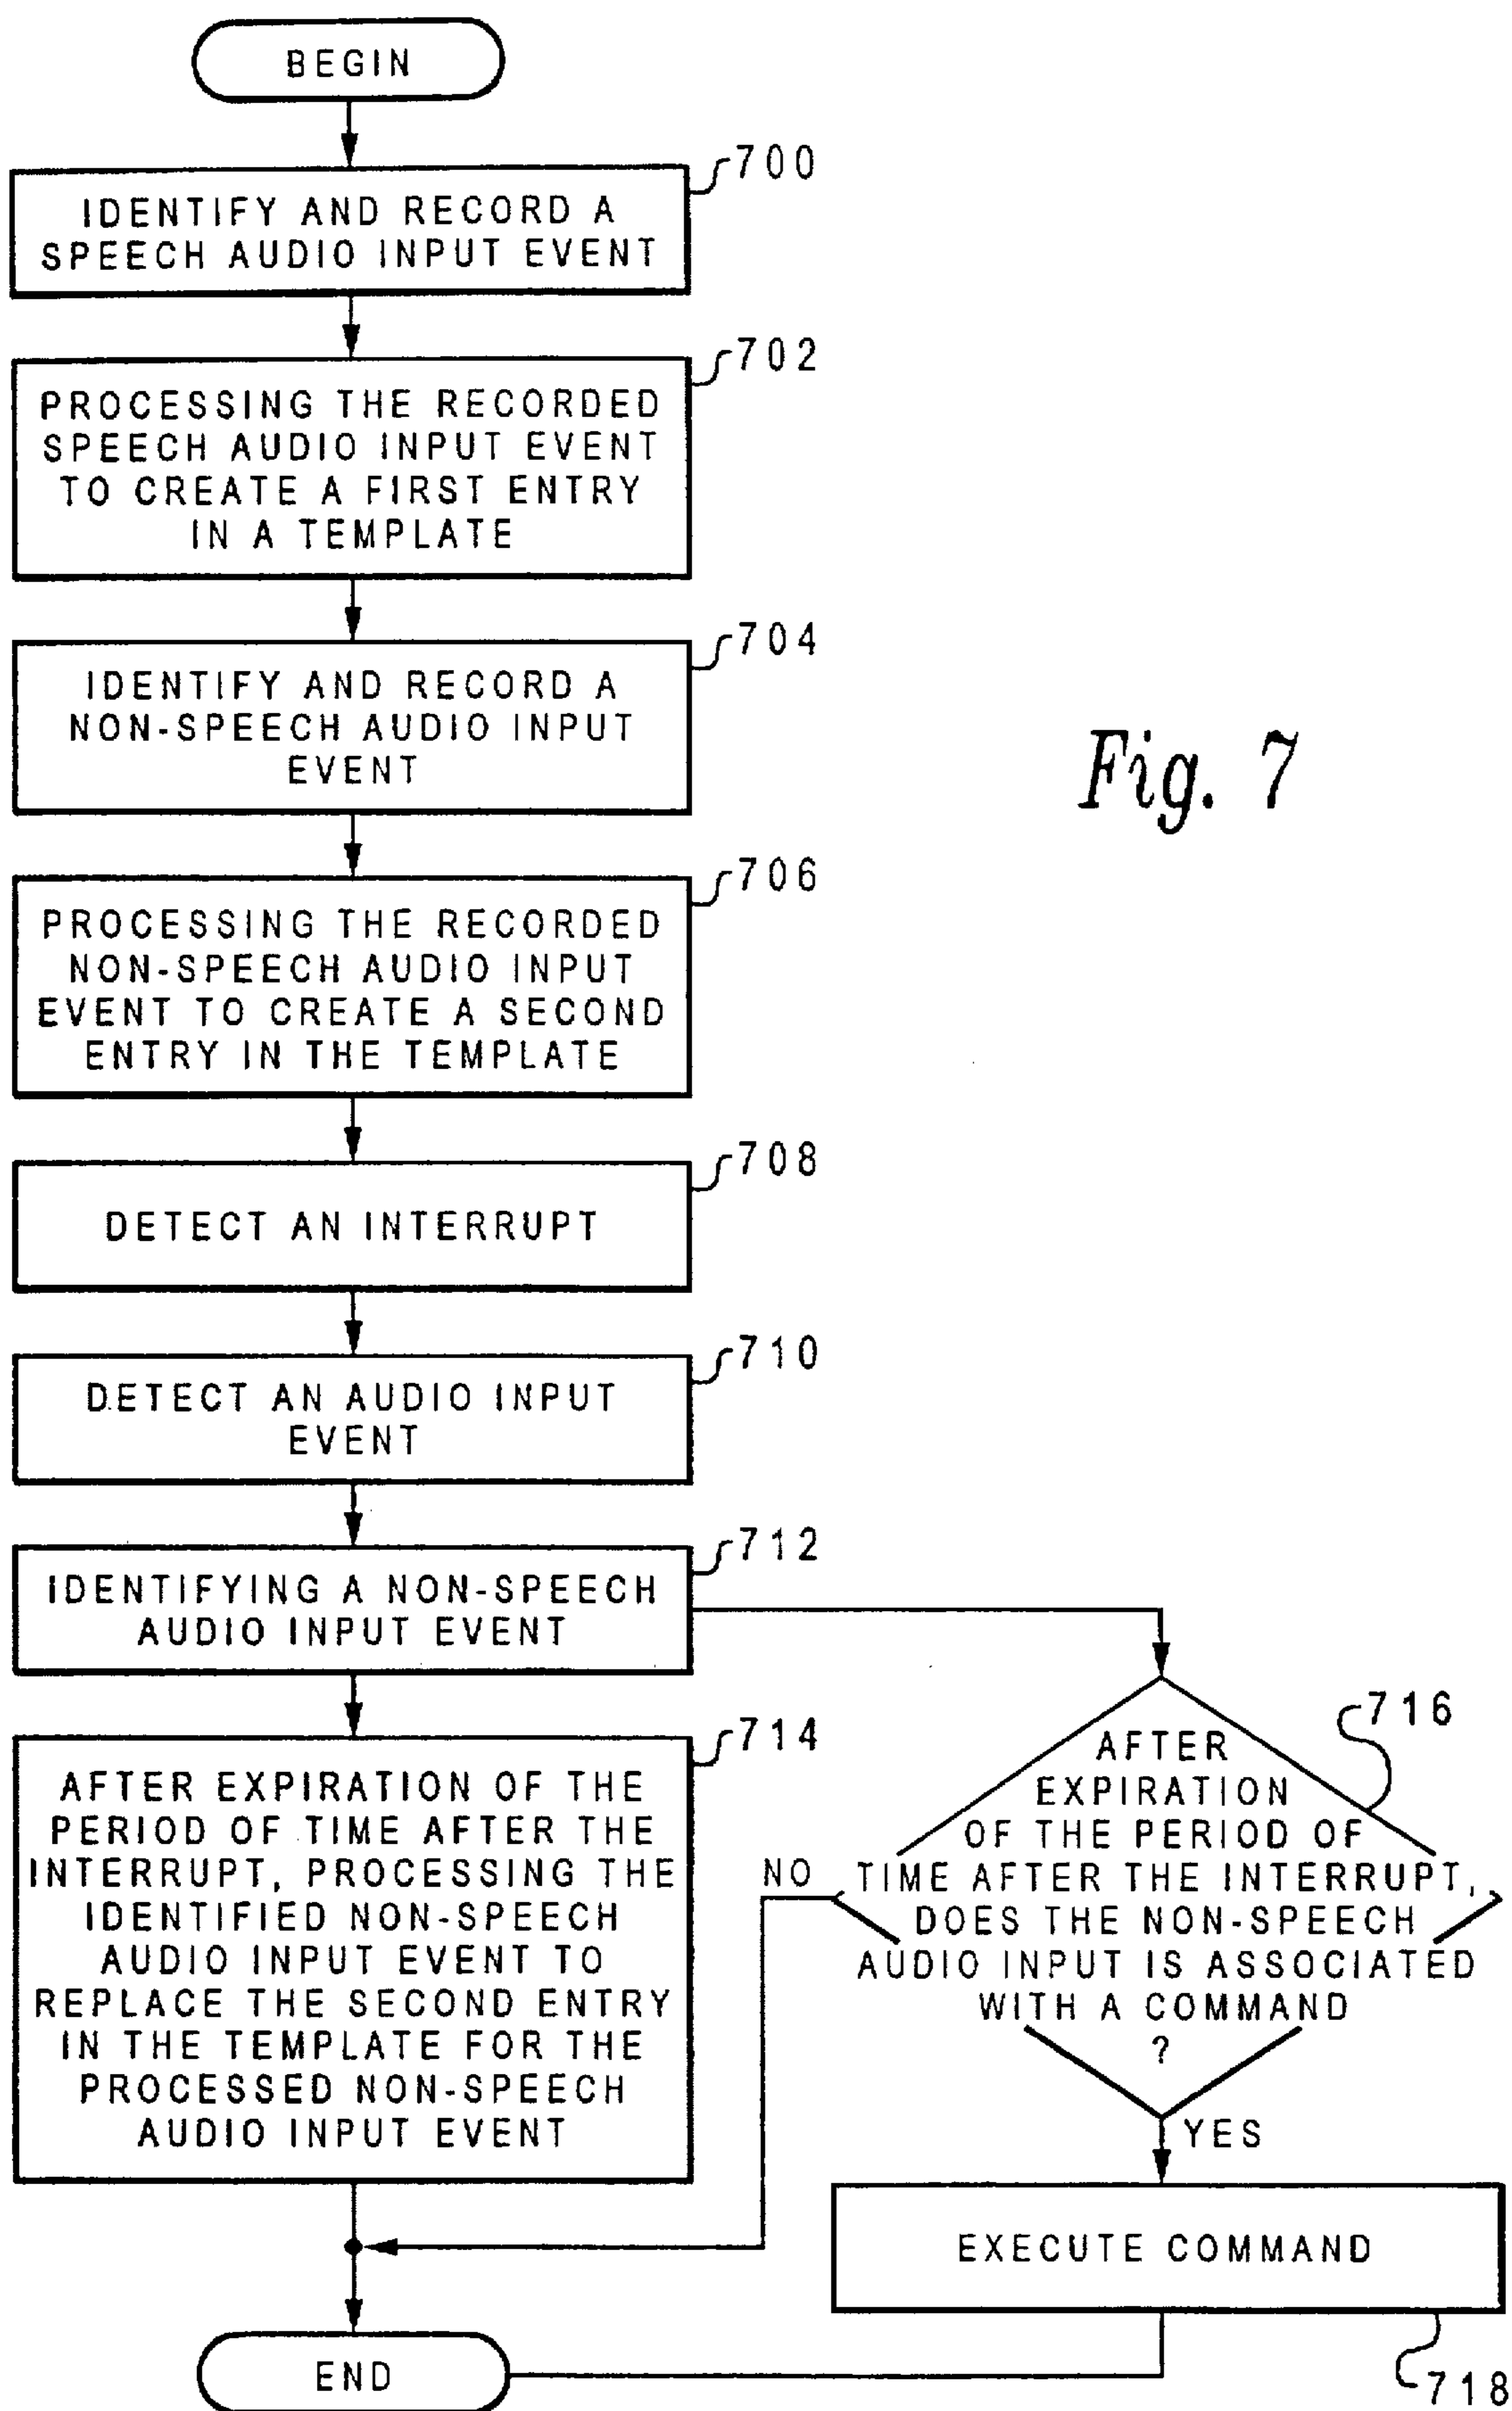 BEGIN
700
IDENTIFY AND RECORD A
SPEECH AUDIO INPUT EVENT
702
PROCESSING THE RECORDED
SPEECH AUDIO INPUT EVENT
TO CREATE A FIRST ENTRY
IN A TEMPLATE
704
IDENTIFY AND RECORD A
NON-SPEECH AUDIO INPUT
EVENT
Fig. 7
706
PROCESSING THE RECORDED
NON-SPEECH AUDIO INPUT
EVENT TO CREATE A SECOND
ENTRY IN THE TEMPLATE
708
DETECT AN INTERRUPT
710
DETECT AN AUDIO INPUT
EVENT
712
IDENTIFYING A NON-SPEECH
AUDIO INPUT EVENT
714
AFTER EXPIRATION OF THE
PERIOD OF TIME AFTER THE
INTERRUPT, PROCESSING THE
IDENTIFIED NON-SPEECH
AUDIO INPUT EVENT TO
REPLACE THE SECOND ENTRY
IN THE TEMPLATE FOR THE
PROCESSED NON-SPEECH
AUDIO INPUT EVENT
716
AFTER
EXPIRATION
OF THE PERIOD OF
TIME AFTER THE INTERRUPT,
DOES THE NON-SPEECH
AUDIO INPUT IS ASSOCIATED
WITH A COMMAND
?
NO
YES
EXECUTE COMMAND
718
END